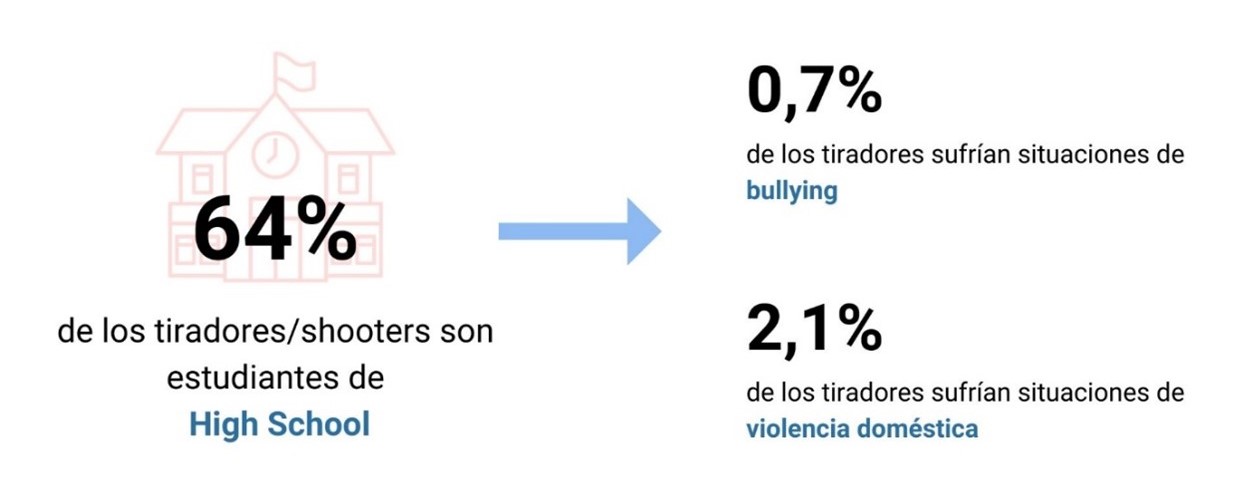 64%
de los tiradores/shooters son
estudiantes de
High School
0,7%
de los tiradores sufrían situaciones de
bullying
2,1%
de los tiradores sufrían situaciones de
violencia doméstica